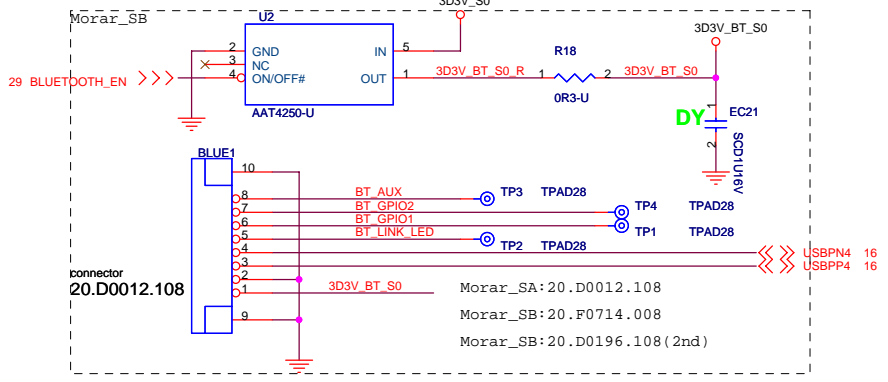 3D3V_S0
Morar_SB
U2
3D3V_BT_S0
2 GND IN 5
3 NC
4 ON/OFF# OUT 1
29 BLUETOOTH_EN
AAT4250-U
3D3V_BT_S0_R 1 R18 2 3D3V_BT_S0
0R3-U
DY 1 EC21
2 SCD1U16V
BLUE1
10
8 BT_AUX TP3 TPAD28
7 BT_GPIO2 TP4 TPAD28
6 BT_GPIO1 TP1 TPAD28
5 BT_LINK_LED TP2 TPAD28
4 USBPN4 16
3 USBPP4 16
connector
2
20.D0012.108
1 3D3V_BT_S0
9
Morar_SA:20.D0012.108
Morar_SB:20.F0714.008
Morar_SB:20.D0196.108(2nd)